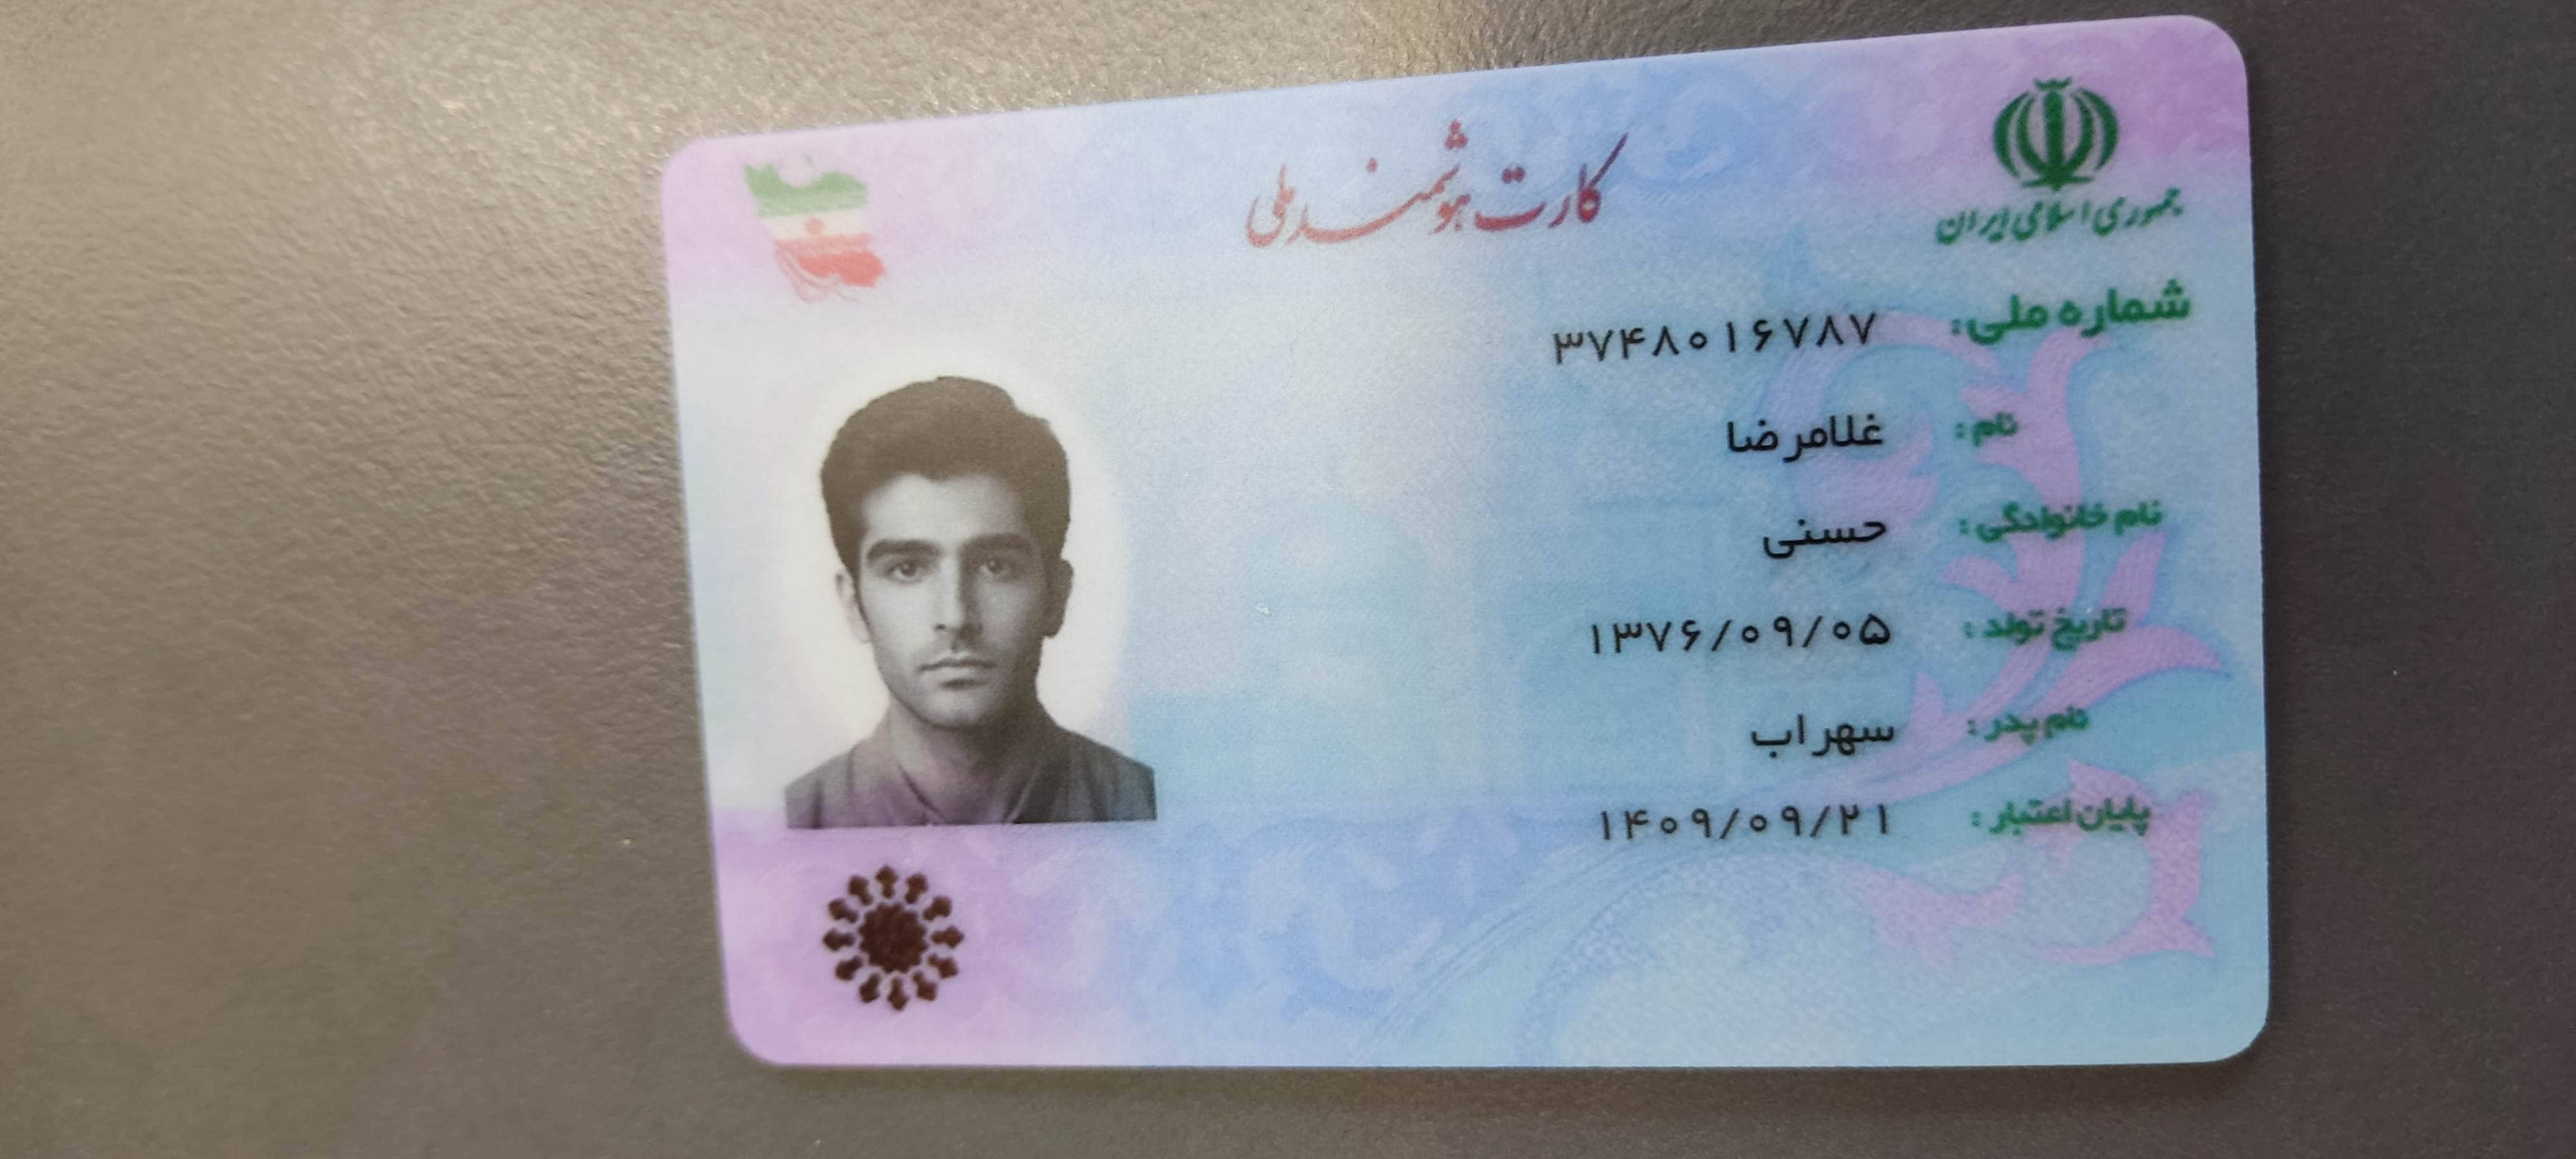 جمهوری اسلامی ایران
کارت هوشمند ملی
شماره ملی: ۳۷۴۸۰۱۶۷۸۷
نام: غلامرضا
نام خانوادگی: حسنی
تاریخ تولد: ۱۳۷۶/۰۹/۰۵
نام پدر: سهراب
پایان اعتبار: ۱۴۰۹/۰۹/۲۱